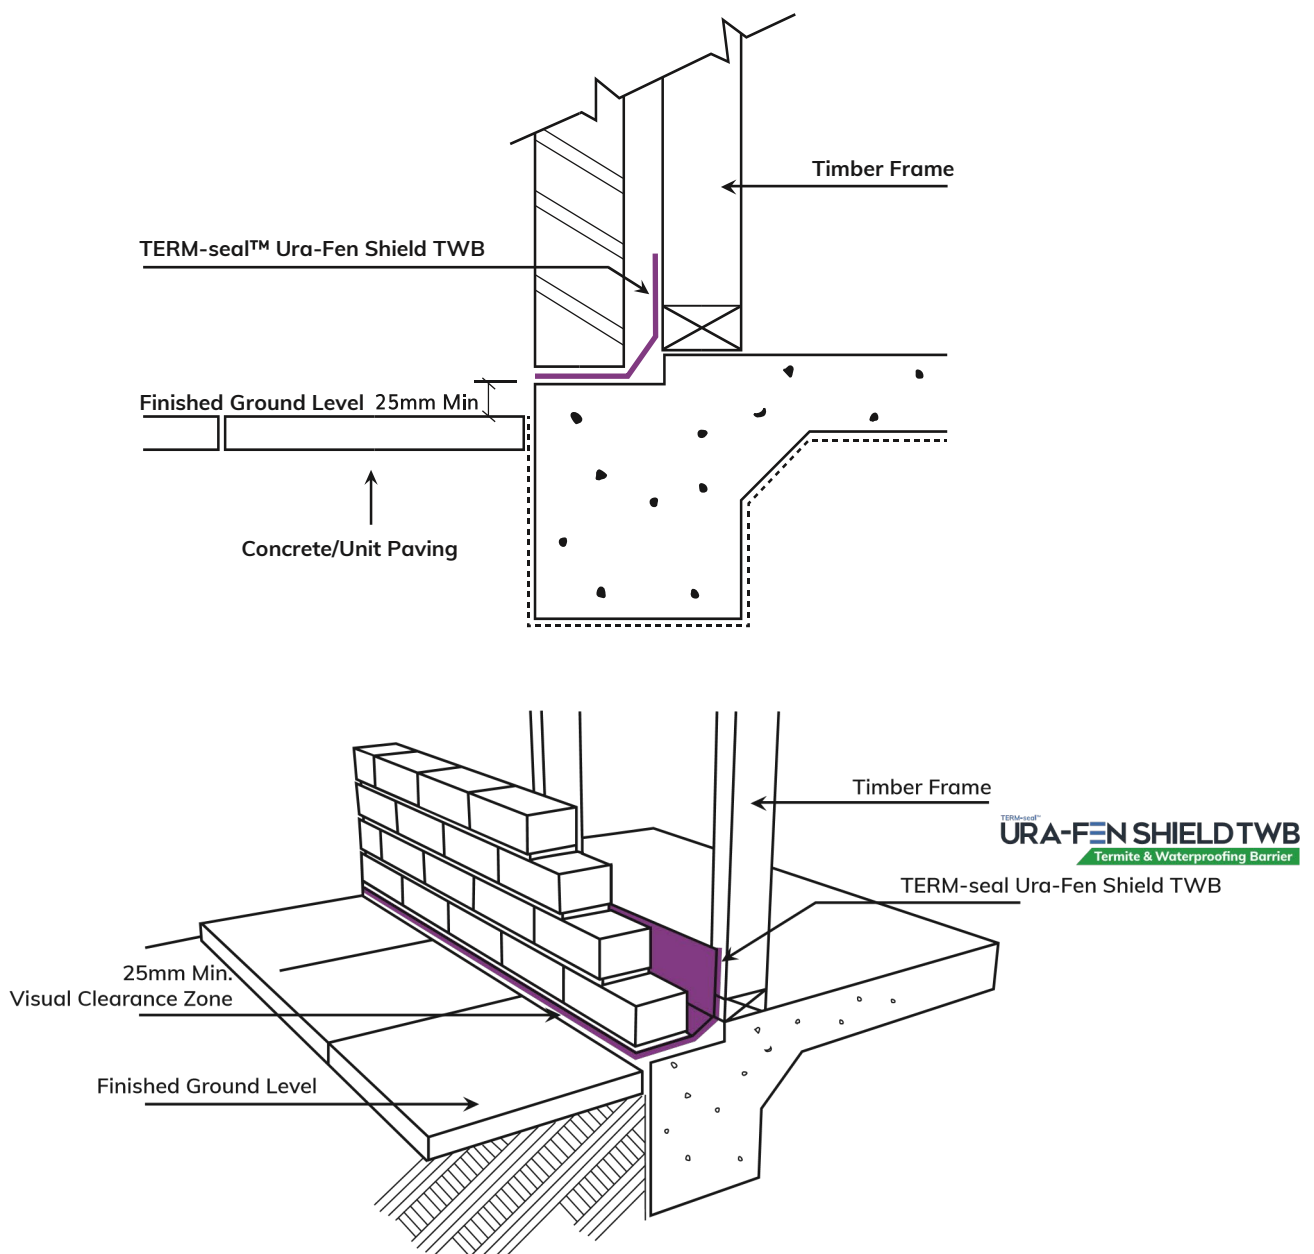 Timber Frame
TERM-seal™ Ura-Fen Shield TWB
Finished Ground Level 25mm Min
Concrete/Unit Paving
Timber Frame
TERM-seal™
URA-FEN SHIELD TWB
Termite & Waterproofing Barrier
TERM-seal Ura-Fen Shield TWB
25mm Min.
Visual Clearance Zone
Finished Ground Level